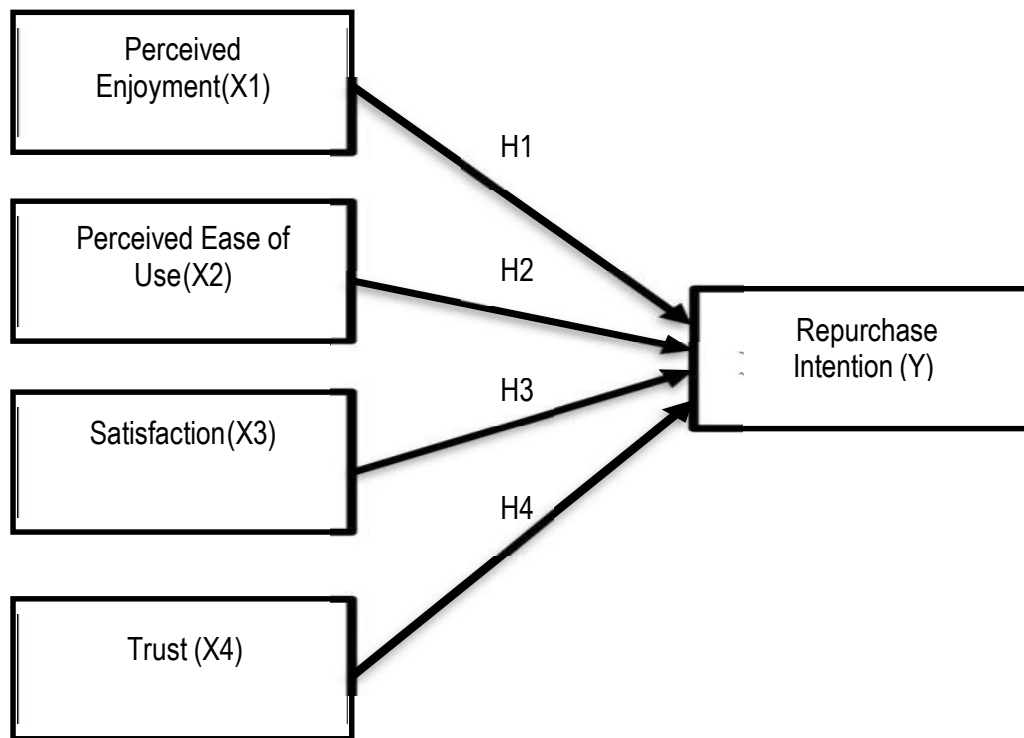 Perceived
Enjoyment(X1)
H1
Perceived Ease of
Use(X2)
H2
Repurchase
Intention (Y)
H3
Satisfaction(X3)
H4
Trust (X4)